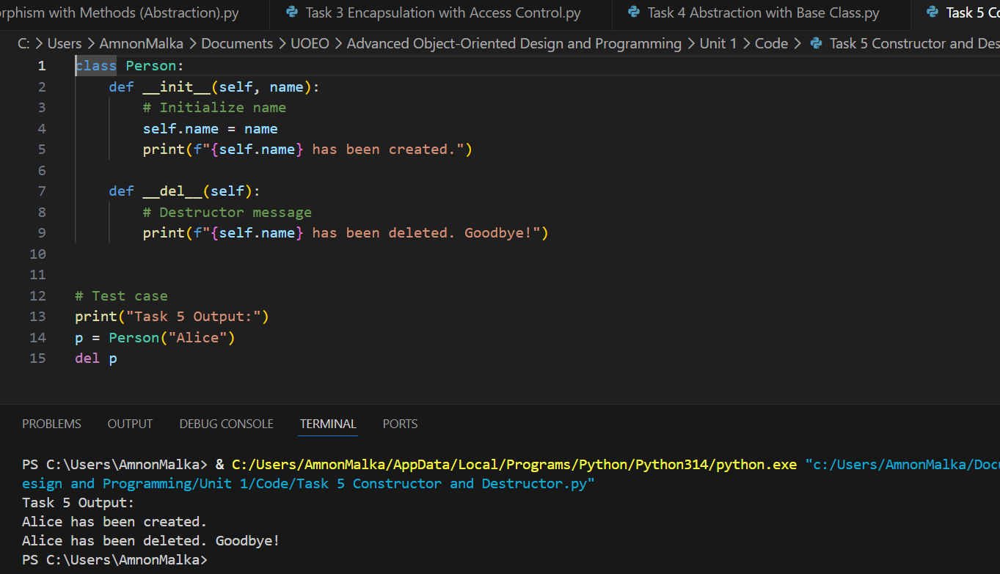 rphism with Methods (Abstraction).py Task 3 Encapsulation with Access Control.py Task 4 Abstraction with Base Class.py Task 5 Co
C: > Users > AmnonMalka > Documents > UOEO > Advanced Object-Oriented Design and Programming > Unit 1 > Code > Task 5 Constructor and Des
1 class Person:
2     def __init__(self, name):
3         # Initialize name
4         self.name = name
5         print(f"{self.name} has been created.")
6
7     def __del__(self):
8         # Destructor message
9         print(f"{self.name} has been deleted. Goodbye!")
10
11
12 # Test case
13 print("Task 5 Output:")
14 p = Person("Alice")
15 del p
PROBLEMS OUTPUT DEBUG CONSOLE TERMINAL PORTS
PS C:\Users\AmnonMalka> & C:/Users/AmnonMalka/AppData/Local/Programs/Python/Python314/python.exe "c:/Users/AmnonMalka/Docu
esign and Programming/Unit 1/Code/Task 5 Constructor and Destructor.py"
Task 5 Output:
Alice has been created.
Alice has been deleted. Goodbye!
PS C:\Users\AmnonMalka>